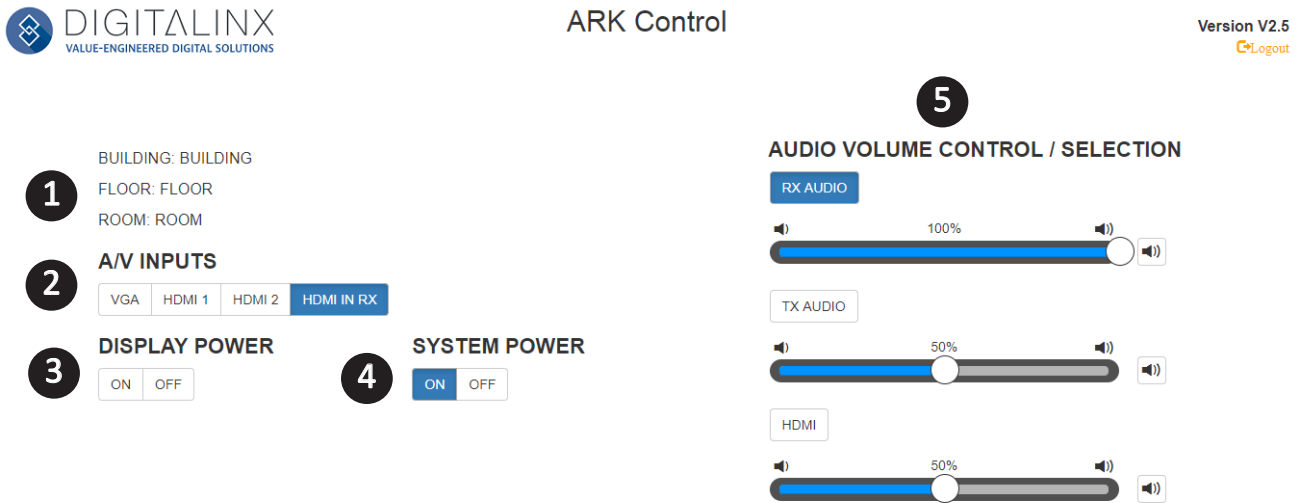 DIGITALINX
VALUE-ENGINEERED DIGITAL SOLUTIONS
ARK Control
Version V2.5
Logout
1
BUILDING: BUILDING
FLOOR: FLOOR
ROOM: ROOM
2
A/V INPUTS
VGA HDMI 1 HDMI 2 HDMI IN RX
3
DISPLAY POWER
ON OFF
4
SYSTEM POWER
ON OFF
5
AUDIO VOLUME CONTROL / SELECTION
RX AUDIO
100%
TX AUDIO
50%
HDMI
50%